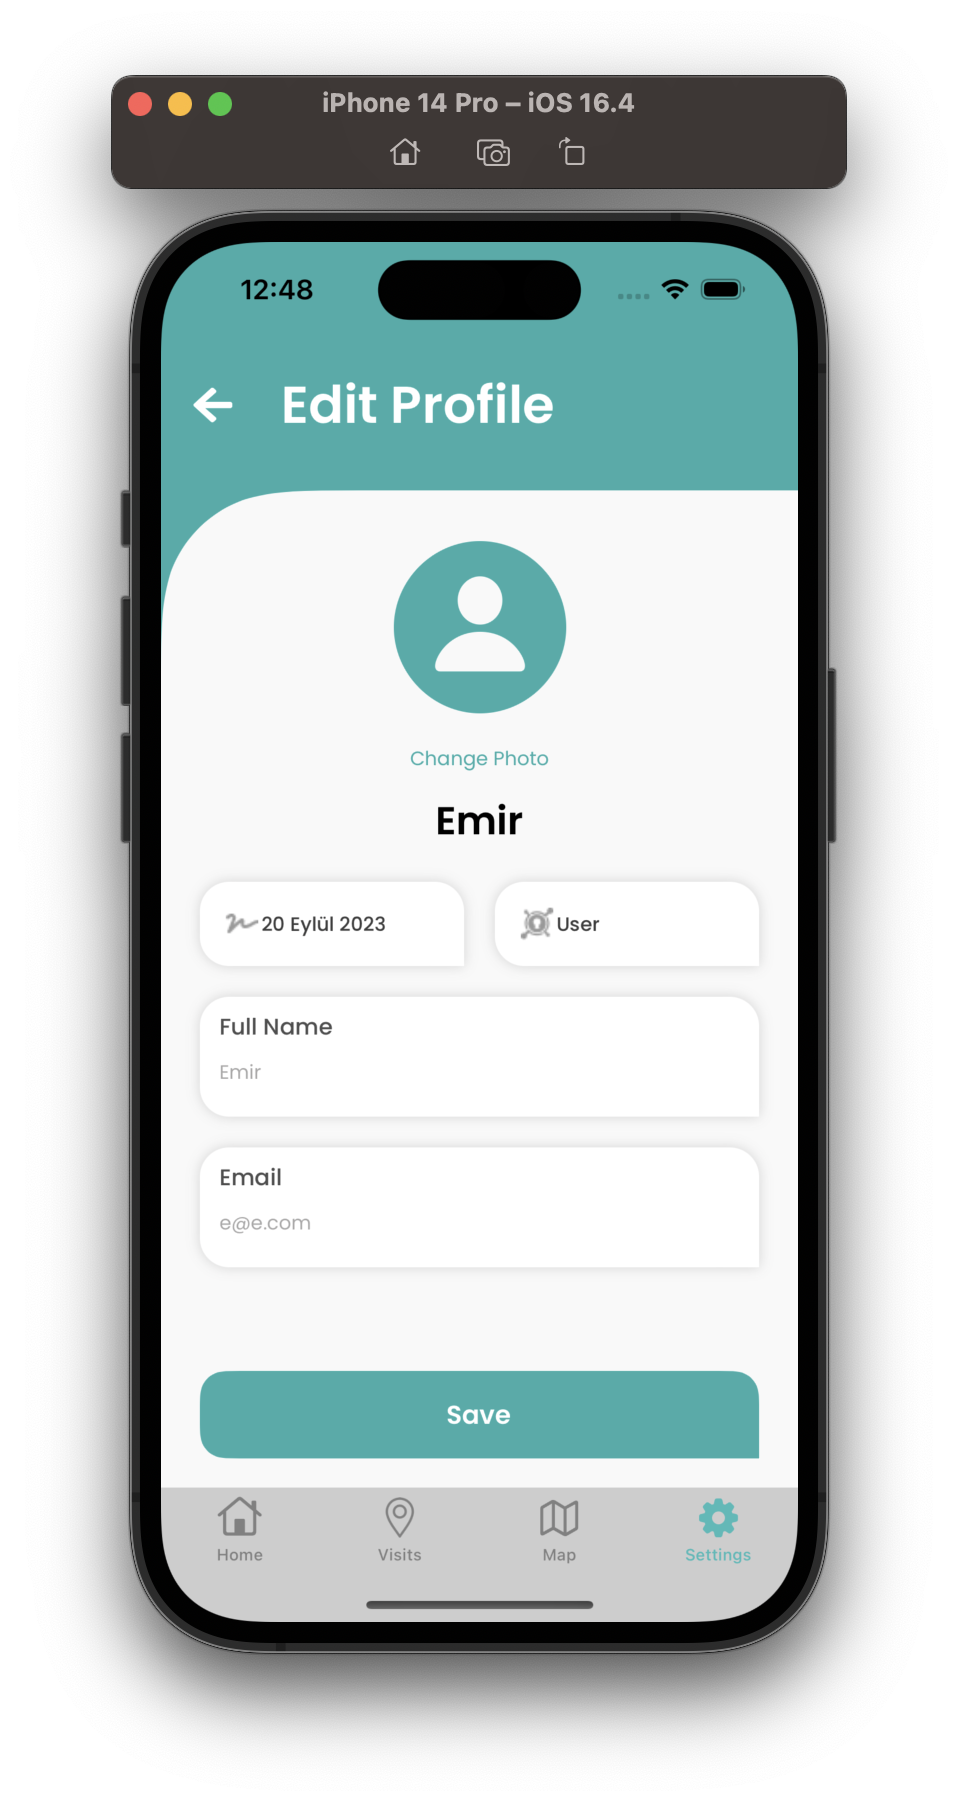 iPhone 14 Pro – iOS 16.4
12:48
Edit Profile
Change Photo
Emir
20 Eylül 2023
User
Full Name
Emir
Email
e@e.com
Save
Home
Visits
Map
Settings